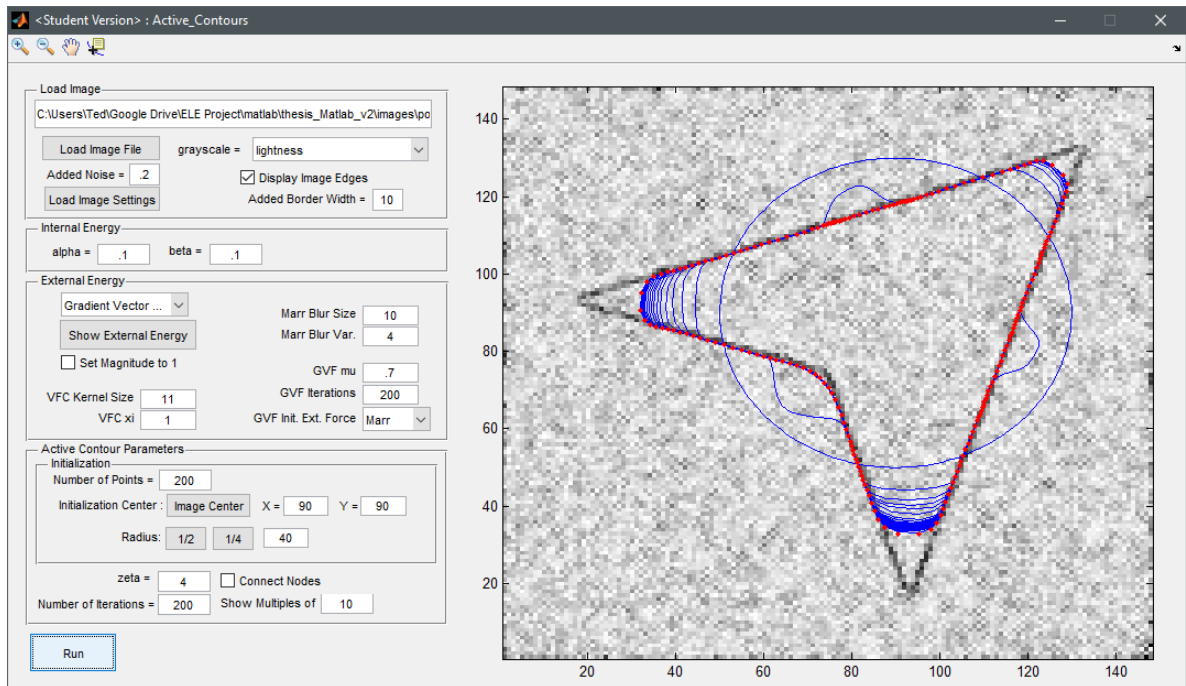 <Student Version> : Active_Contours
Load Image
C:\Users\Ted\Google Drive\ELE Project\matlab\thesis_Matlab_v2\images\po
Load Image File
grayscale =
lightness
Added Noise =
.2
Display Image Edges
Load Image Settings
Added Border Width =
10
Internal Energy
alpha =
.1
beta =
.1
External Energy
Gradient Vector ...
Marr Blur Size
10
Show External Energy
Marr Blur Var.
4
Set Magnitude to 1
GVF mu
.7
VFC Kernel Size
11
GVF Iterations
200
VFC xi
1
GVF Init. Ext. Force
Marr
Active Contour Parameters
Initialization
Number of Points =
200
Initialization Center :
Image Center
X =
90
Y =
90
Radius:
1/2
1/4
40
zeta =
4
Connect Nodes
Number of Iterations =
200
Show Multiples of
10
Run
140
120
100
80
60
40
20
20
40
60
80
100
120
140